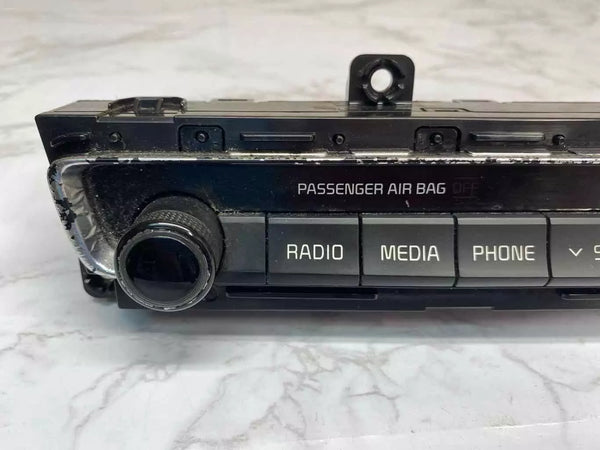 PASSENGER AIR BAG OFF
RADIO MEDIA PHONE